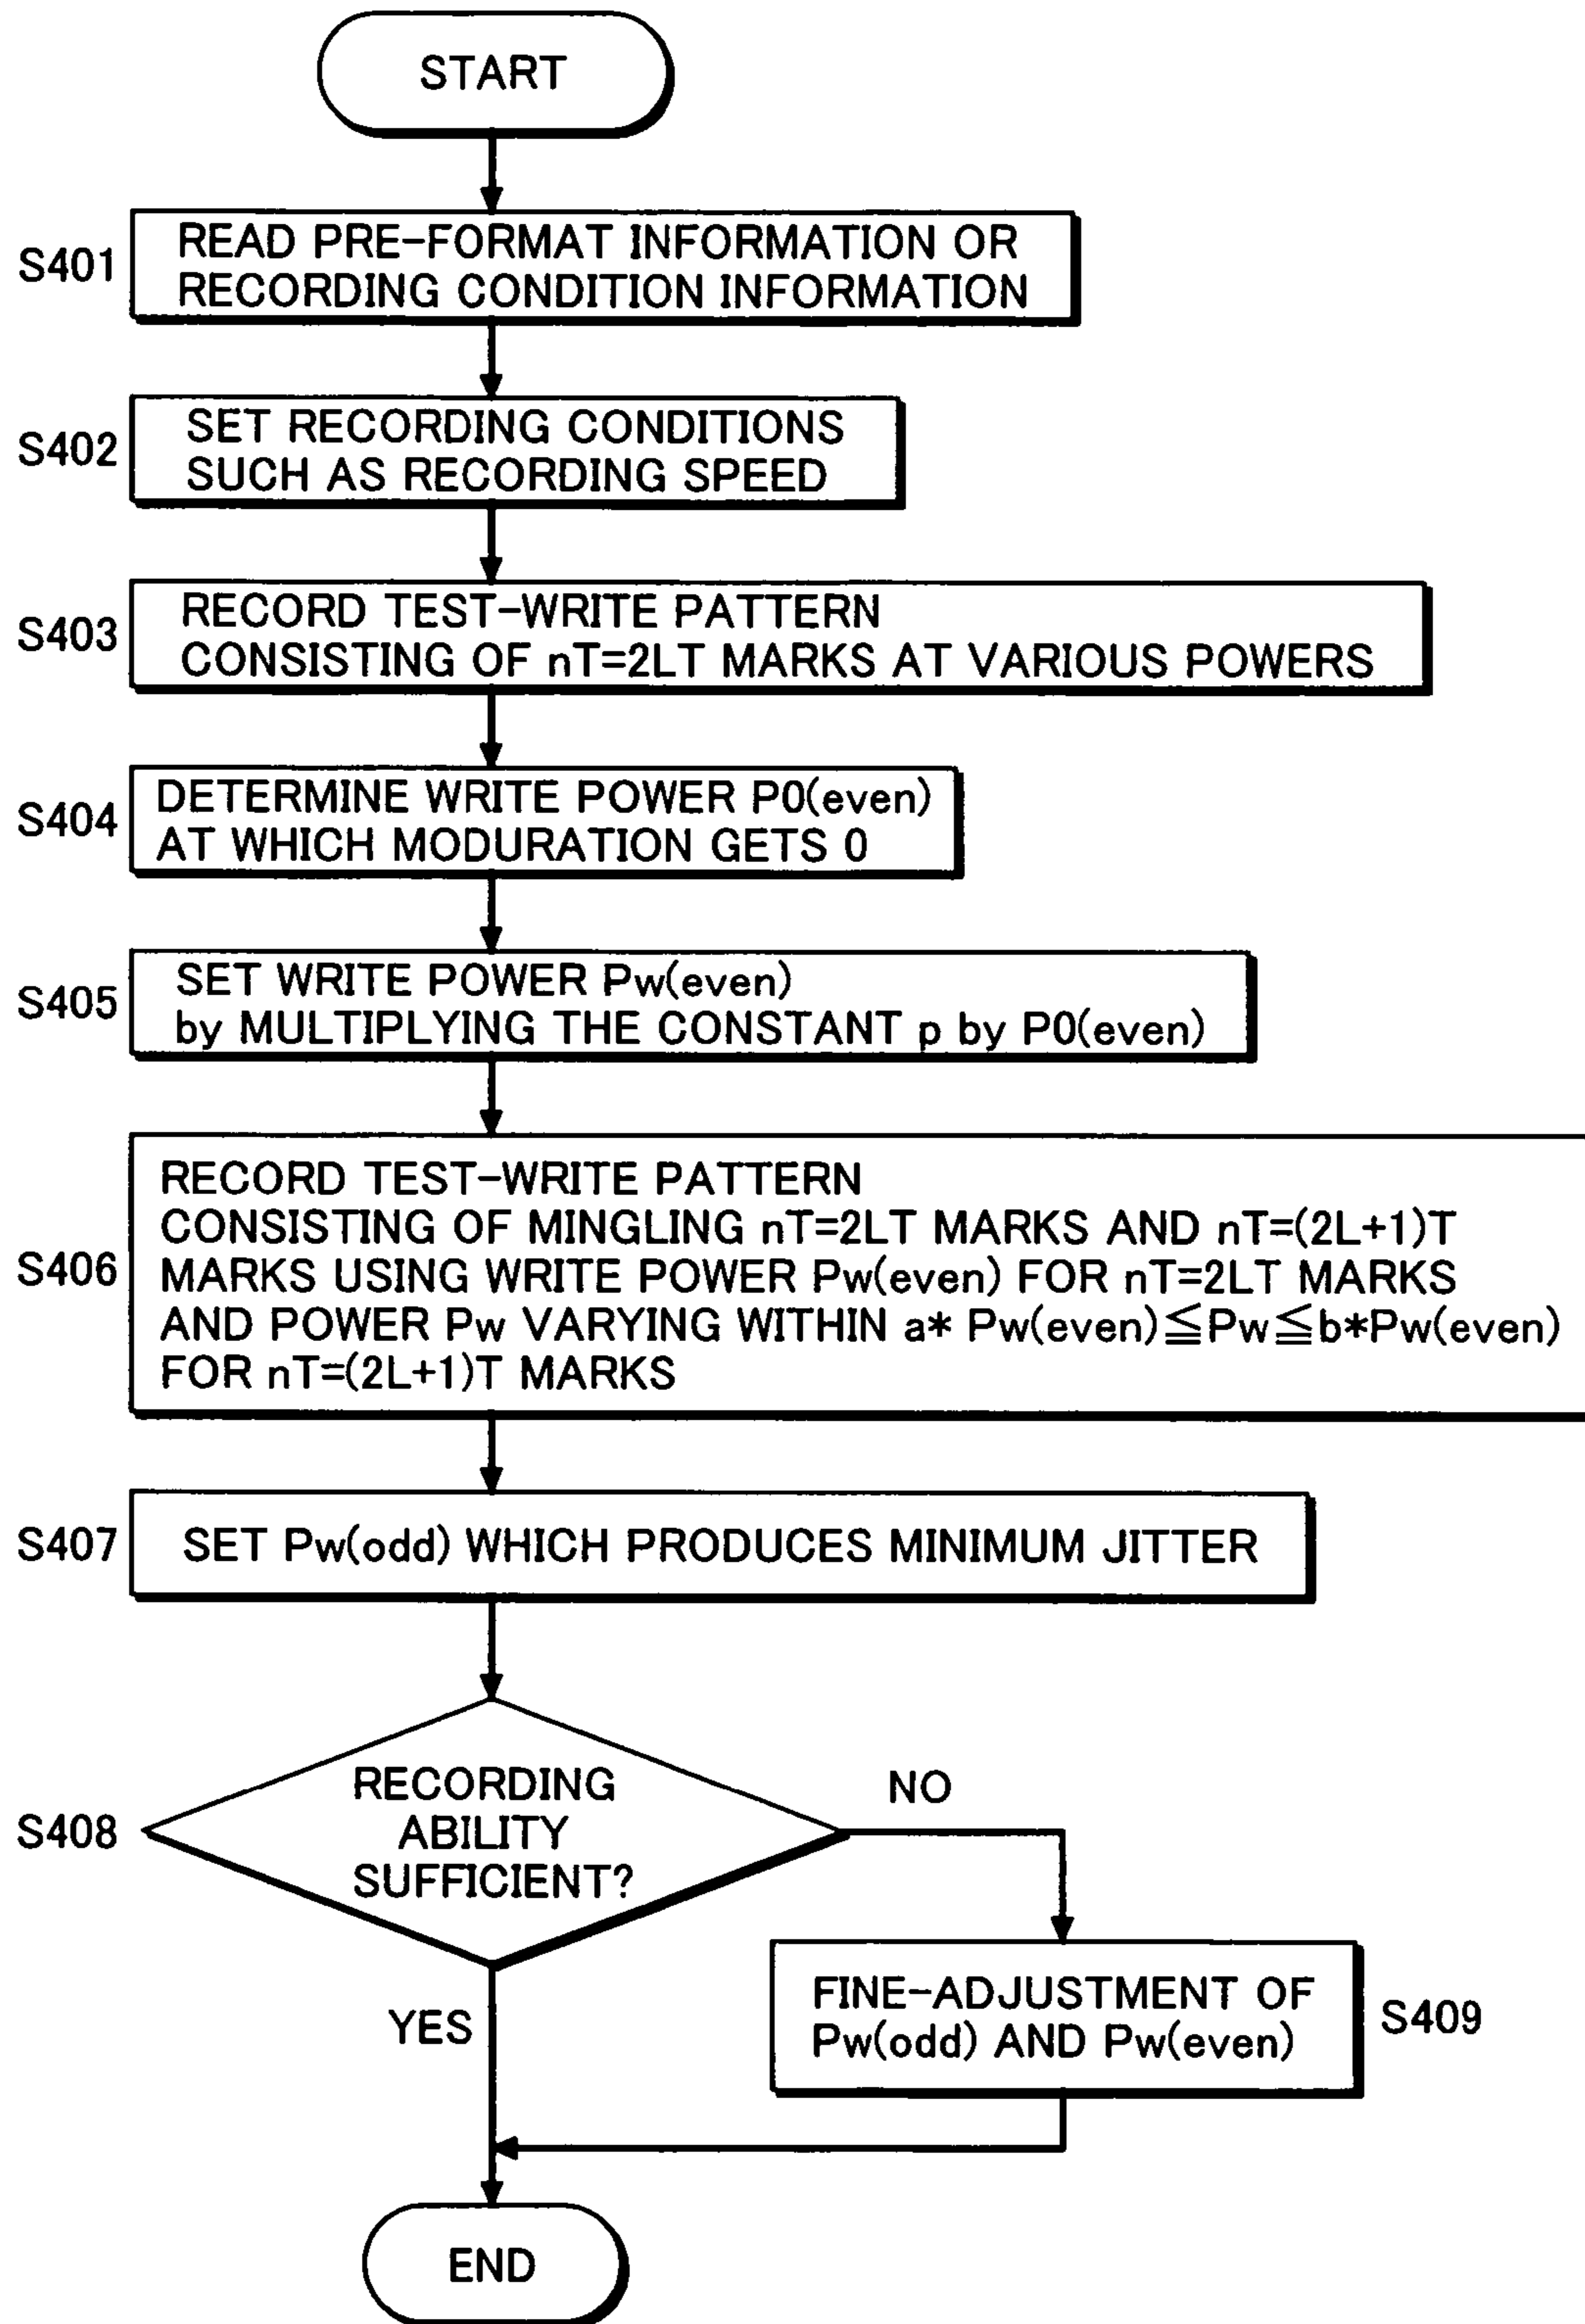 START
S401
READ PRE-FORMAT INFORMATION OR
RECORDING CONDITION INFORMATION
S402
SET RECORDING CONDITIONS
SUCH AS RECORDING SPEED
S403
RECORD TEST-WRITE PATTERN
CONSISTING OF nT=2LT MARKS AT VARIOUS POWERS
S404
DETERMINE WRITE POWER P0(even)
AT WHICH MODURATION GETS 0
S405
SET WRITE POWER Pw(even)
by MULTIPLYING THE CONSTANT p by P0(even)
S406
RECORD TEST-WRITE PATTERN
CONSISTING OF MINGLING nT=2LT MARKS AND nT=(2L+1)T
MARKS USING WRITE POWER Pw(even) FOR nT=2LT MARKS
AND POWER Pw VARYING WITHIN a* Pw(even)≦Pw≦b*Pw(even)
FOR nT=(2L+1)T MARKS
S407
SET Pw(odd) WHICH PRODUCES MINIMUM JITTER
S408
RECORDING
ABILITY
SUFFICIENT?
NO
YES
FINE-ADJUSTMENT OF
Pw(odd) AND Pw(even)
S409
END